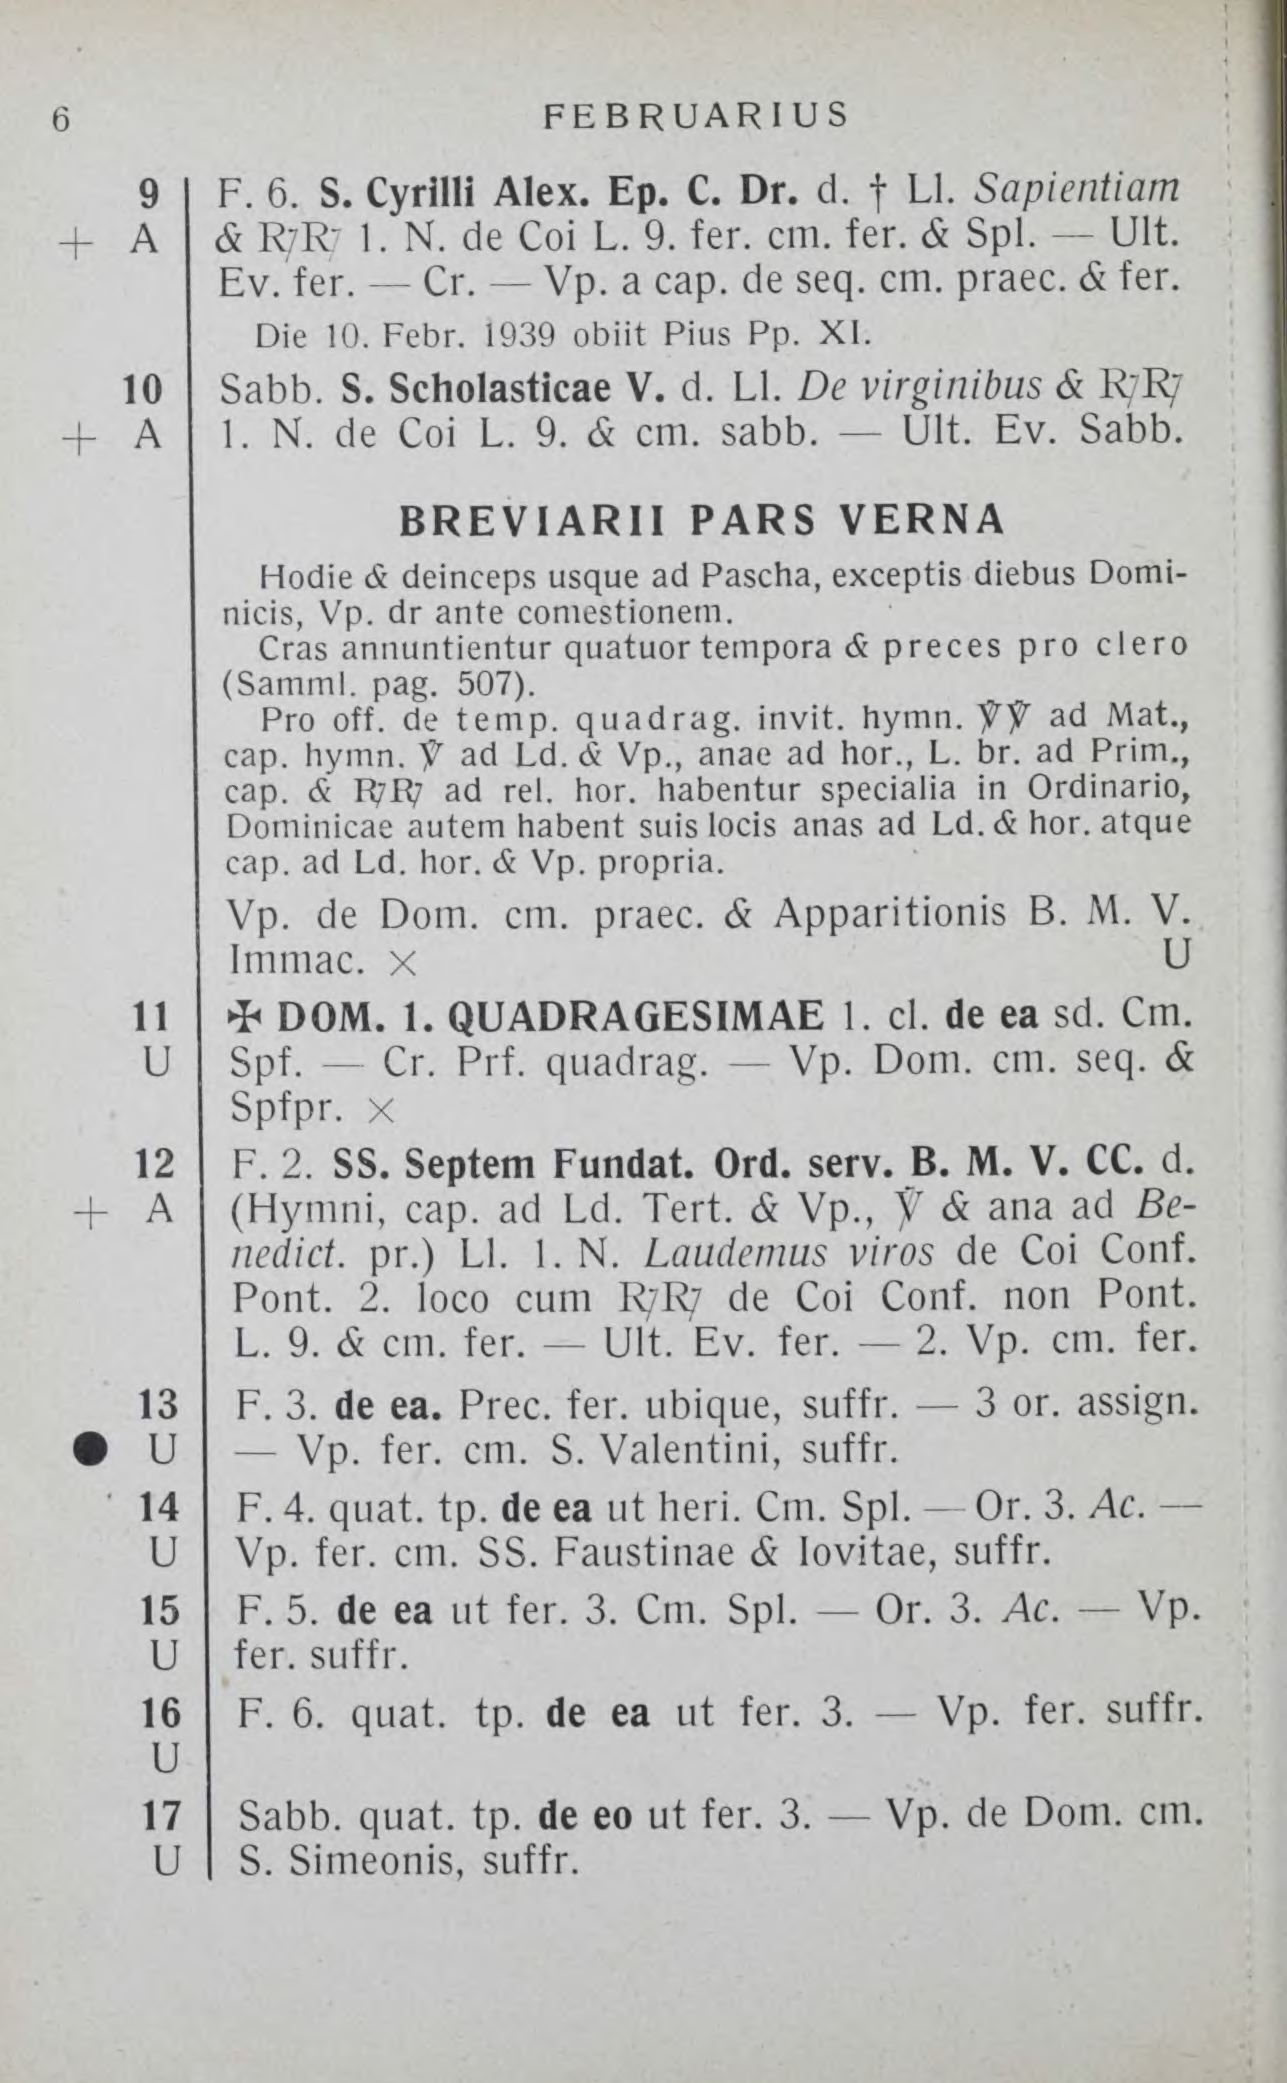 6 FEBRUARIUS
9 F. 6. S. Cyrilli Alex. Ep. C. Dr. d. † Ll. Sapientiam
+ A & ℟℟ 1. N. de Coi L. 9. fer. cm. fer. & Spl. — Ult.
Ev. fer. — Cr. — Vp. a cap. de seq. cm. praec. & fer.
Die 10. Febr. 1939 obiit Pius Pp. XI.
10 Sabb. S. Scholasticae V. d. Ll. De virginibus & ℟℟
+ A 1. N. de Coi L. 9. & cm. sabb. — Ult. Ev. Sabb.
BREVIARII PARS VERNA
Hodie & deinceps usque ad Pascha, exceptis diebus Domi-
nicis, Vp. dr ante comestionem.
Cras annuntientur quatuor tempora & preces pro clero
(Samml. pag. 507).
Pro off. de temp. quadrag. invit. hymn. ℣℣ ad Mat.,
cap. hymn. ℣ ad Ld. & Vp., anae ad hor., L. br. ad Prim.,
cap. & ℟℟ ad rel. hor. habentur specialia in Ordinario,
Dominicae autem habent suis locis anas ad Ld. & hor. atque
cap. ad Ld. hor. & Vp. propria.
Vp. de Dom. cm. praec. & Apparitionis B. M. V.
Immac. × U
11 ✠ DOM. 1. QUADRAGESIMAE 1. cl. de ea sd. Cm.
U Spf. — Cr. Prf. quadrag. — Vp. Dom. cm. seq. &
Spfpr. ×
12 F. 2. SS. Septem Fundat. Ord. serv. B. M. V. CC. d.
+ A (Hymni, cap. ad Ld. Tert. & Vp., ℣ & ana ad Be-
nedict. pr.) Ll. 1. N. Laudemus viros de Coi Conf.
Pont. 2. loco cum ℟℟ de Coi Conf. non Pont.
L. 9. & cm. fer. — Ult. Ev. fer. — 2. Vp. cm. fer.
13 F. 3. de ea. Prec. fer. ubique, suffr. — 3 or. assign.
● U — Vp. fer. cm. S. Valentini, suffr.
14 F. 4. quat. tp. de ea ut heri. Cm. Spl. — Or. 3. Ac. —
U Vp. fer. cm. SS. Faustinae & Iovitae, suffr.
15 F. 5. de ea ut fer. 3. Cm. Spl. — Or. 3. Ac. — Vp.
U fer. suffr.
16 F. 6. quat. tp. de ea ut fer. 3. — Vp. fer. suffr.
U
17 Sabb. quat. tp. de eo ut fer. 3. — Vp. de Dom. cm.
U S. Simeonis, suffr.